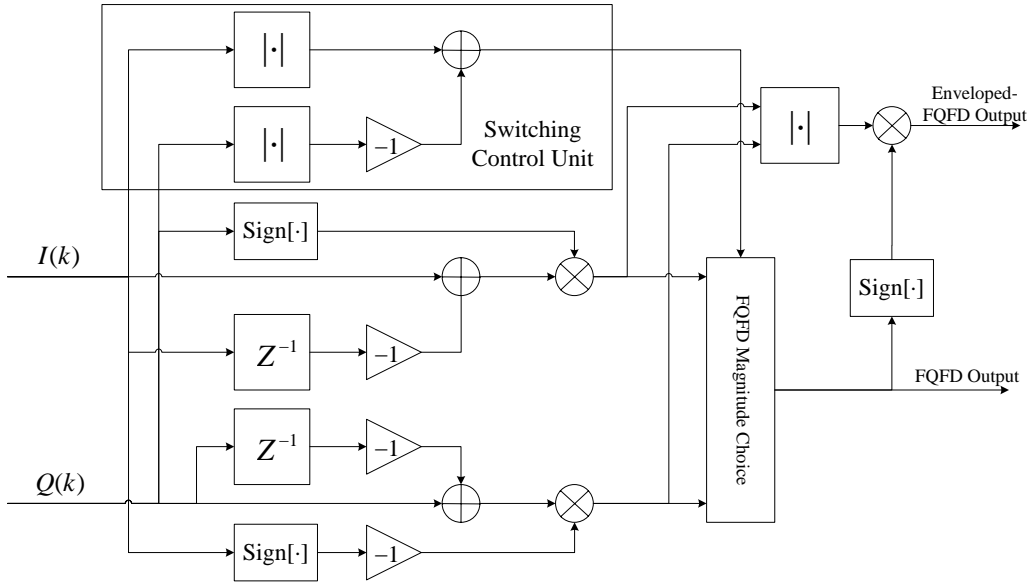 |·|
|·|
−1
Switching
Control Unit
Enveloped-
FQFD Output
|·|
Sign[·]
I(k)
Z⁻¹
−1
FQFD Magnitude Choice
Sign[·]
FQFD Output
Z⁻¹
−1
Q(k)
Sign[·]
−1